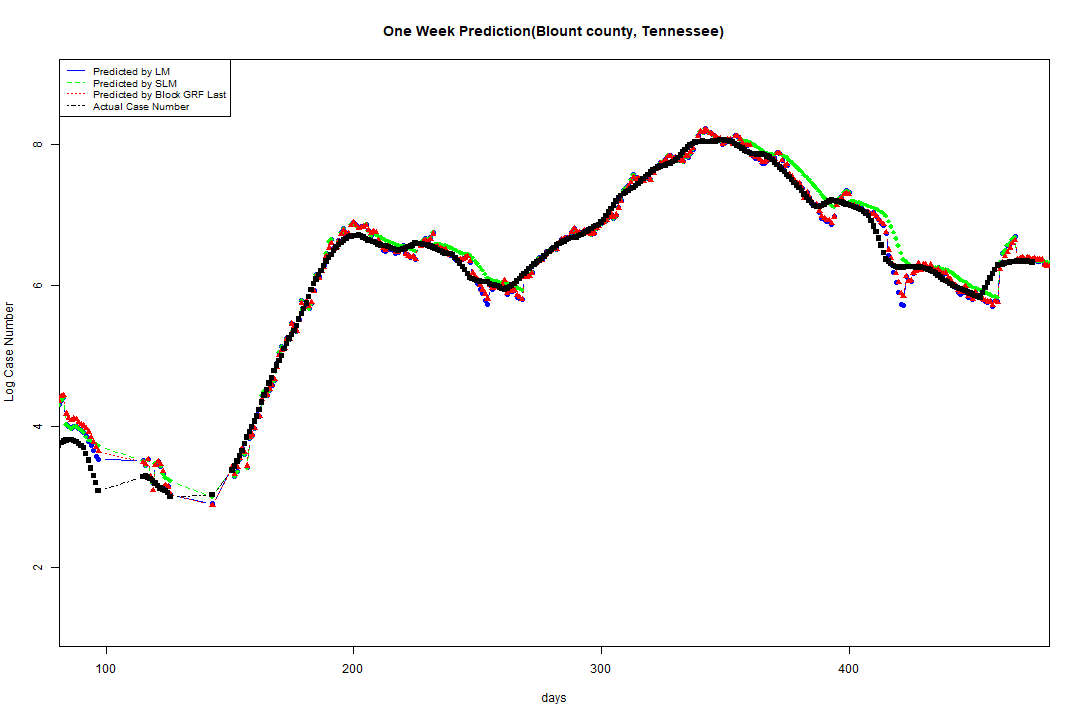 One Week Prediction(Blount county, Tennessee)
Predicted by LM
Predicted by SLM
Predicted by Block GRF Last
Actual Case Number
8
6
4
2
Log Case Number
100 200 300 400
days